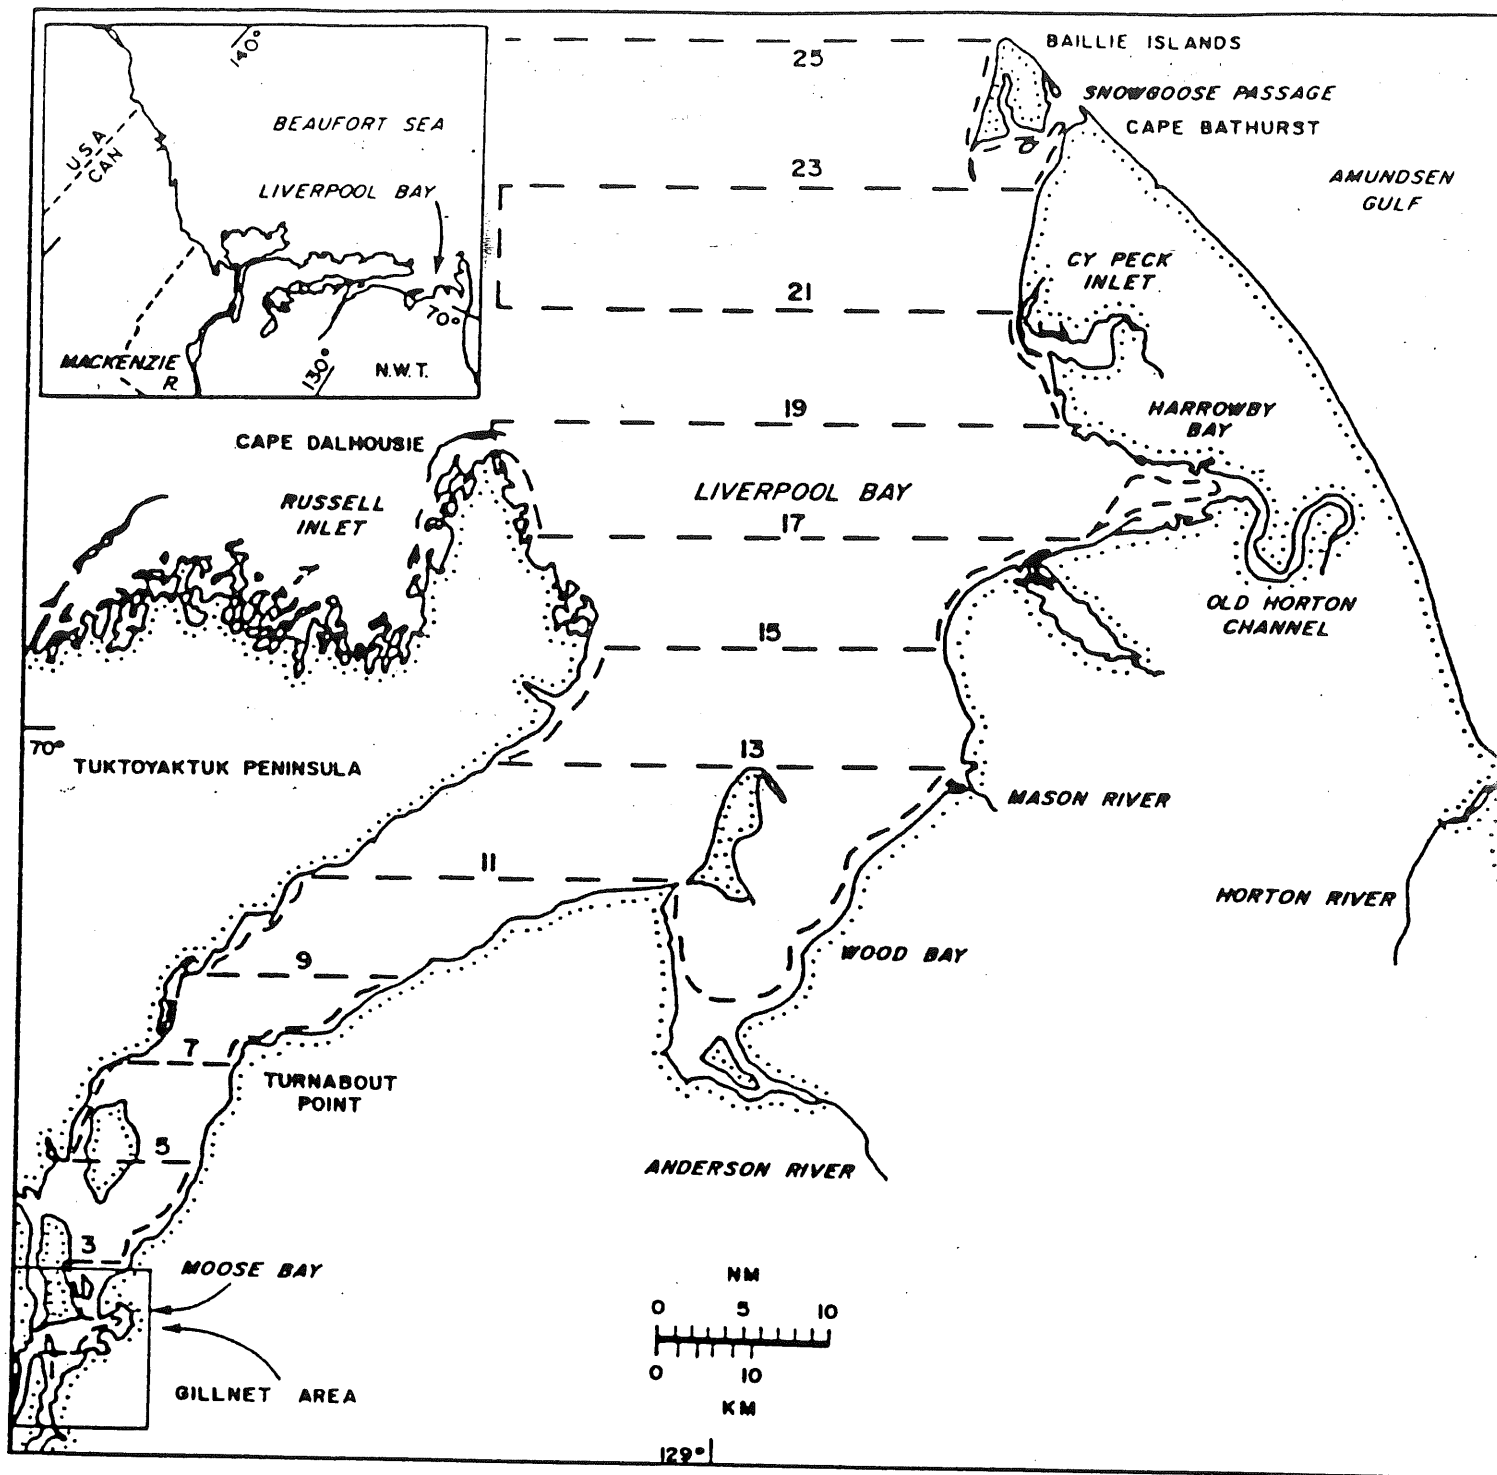 140°
BEAUFORT SEA
U.S.A
CAN
LIVERPOOL BAY
70°
MACKENZIE
R.
130°
N.W.T.
25
BAILLIE ISLANDS
SNOWGOOSE PASSAGE
CAPE BATHURST
23
AMUNDSEN
GULF
CY PECK
INLET
21
19
HARROWBY
BAY
CAPE DALHOUSIE
RUSSELL
INLET
LIVERPOOL BAY
17
OLD HORTON
CHANNEL
15
70°
TUKTOYAKTUK PENINSULA
13
MASON RIVER
11
HORTON RIVER
9
WOOD BAY
7
TURNABOUT
POINT
5
ANDERSON RIVER
3
MOOSE BAY
GILLNET AREA
NM
0 5 10
0 10
KM
129°